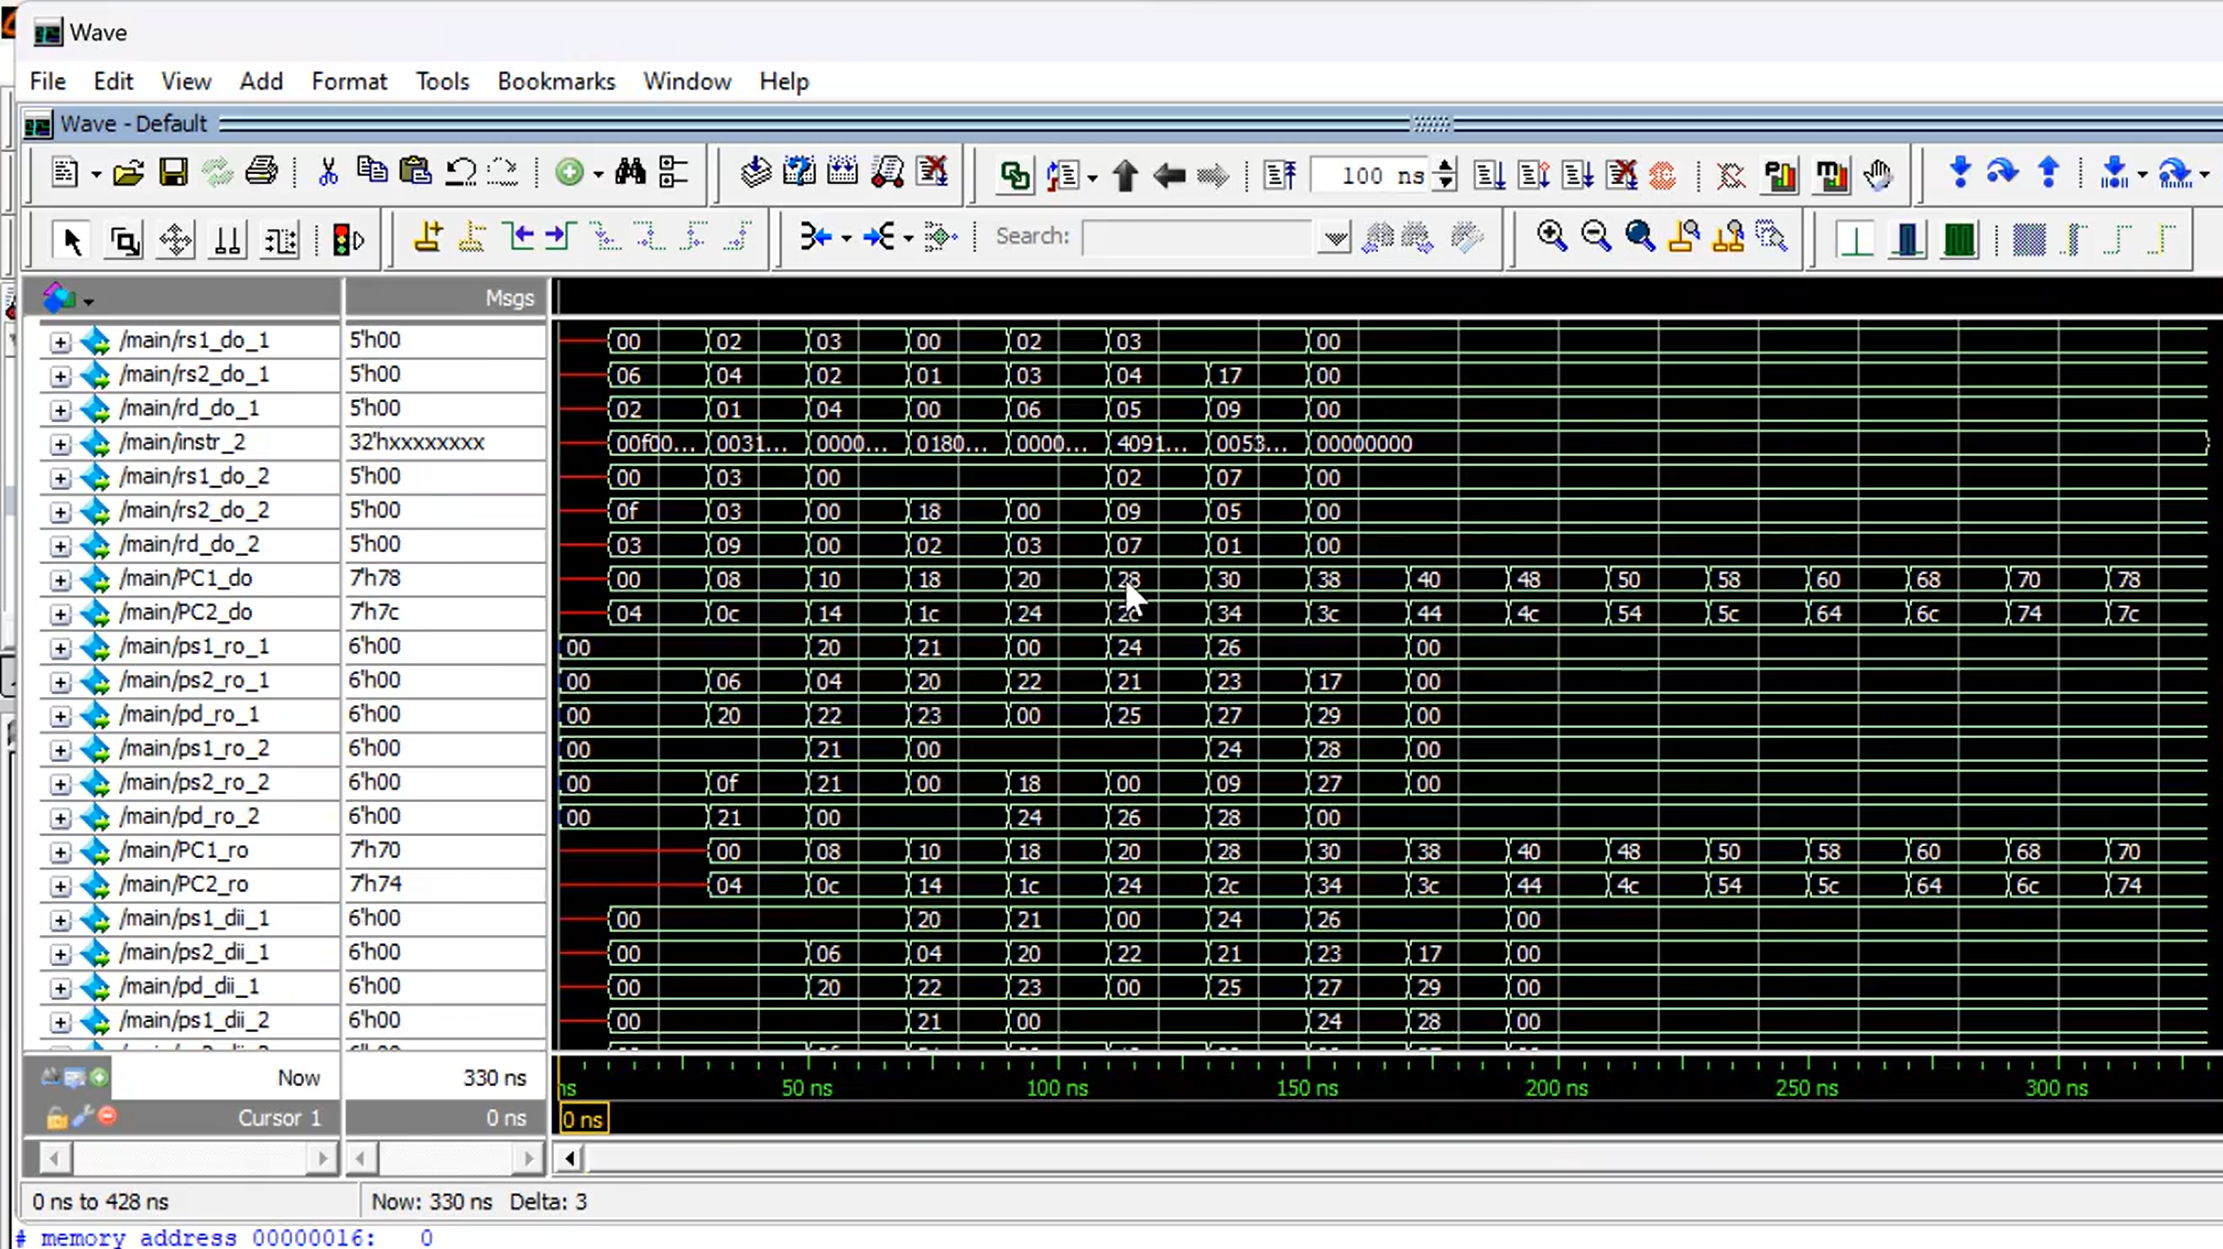 Wave
File Edit View Add Format Tools Bookmarks Window Help
Wave - Default
100 ns
Search:
Msgs
/main/rs1_do_1 5'h00 00 02 03 00 02 03 00
/main/rs2_do_1 5'h00 06 04 02 01 03 04 17 00
/main/rd_do_1 5'h00 02 01 04 00 06 05 09 00
/main/instr_2 32'hxxxxxxxx 00f00... 0031... 0000... 0180... 0000... 4091... 0053... 00000000
/main/rs1_do_2 5'h00 00 03 00 02 07 00
/main/rs2_do_2 5'h00 0f 03 00 18 00 09 05 00
/main/rd_do_2 5'h00 03 09 00 02 03 07 01 00
/main/PC1_do 7'h78 00 08 10 18 20 28 30 38 40 48 50 58 60 68 70 78
/main/PC2_do 7'h7c 04 0c 14 1c 24 2c 34 3c 44 4c 54 5c 64 6c 74 7c
/main/ps1_ro_1 6'h00 00 20 21 00 24 26 00
/main/ps2_ro_1 6'h00 00 06 04 20 22 21 23 17 00
/main/pd_ro_1 6'h00 00 20 22 23 00 25 27 29 00
/main/ps1_ro_2 6'h00 00 21 00 24 28 00
/main/ps2_ro_2 6'h00 00 0f 21 00 18 00 09 27 00
/main/pd_ro_2 6'h00 00 21 00 24 26 28 00
/main/PC1_ro 7'h70 00 08 10 18 20 28 30 38 40 48 50 58 60 68 70
/main/PC2_ro 7'h74 04 0c 14 1c 24 2c 34 3c 44 4c 54 5c 64 6c 74
/main/ps1_dii_1 6'h00 00 20 21 00 24 26 00
/main/ps2_dii_1 6'h00 00 06 04 20 22 21 23 17 00
/main/pd_dii_1 6'h00 00 20 22 23 00 25 27 29 00
/main/ps1_dii_2 6'h00 00 21 00 24 28 00
Now 330 ns ns 50 ns 100 ns 150 ns 200 ns 250 ns 300 ns
Cursor 1 0 ns 0 ns
0 ns to 428 ns Now: 330 ns Delta: 3
# memory address 00000016: 0